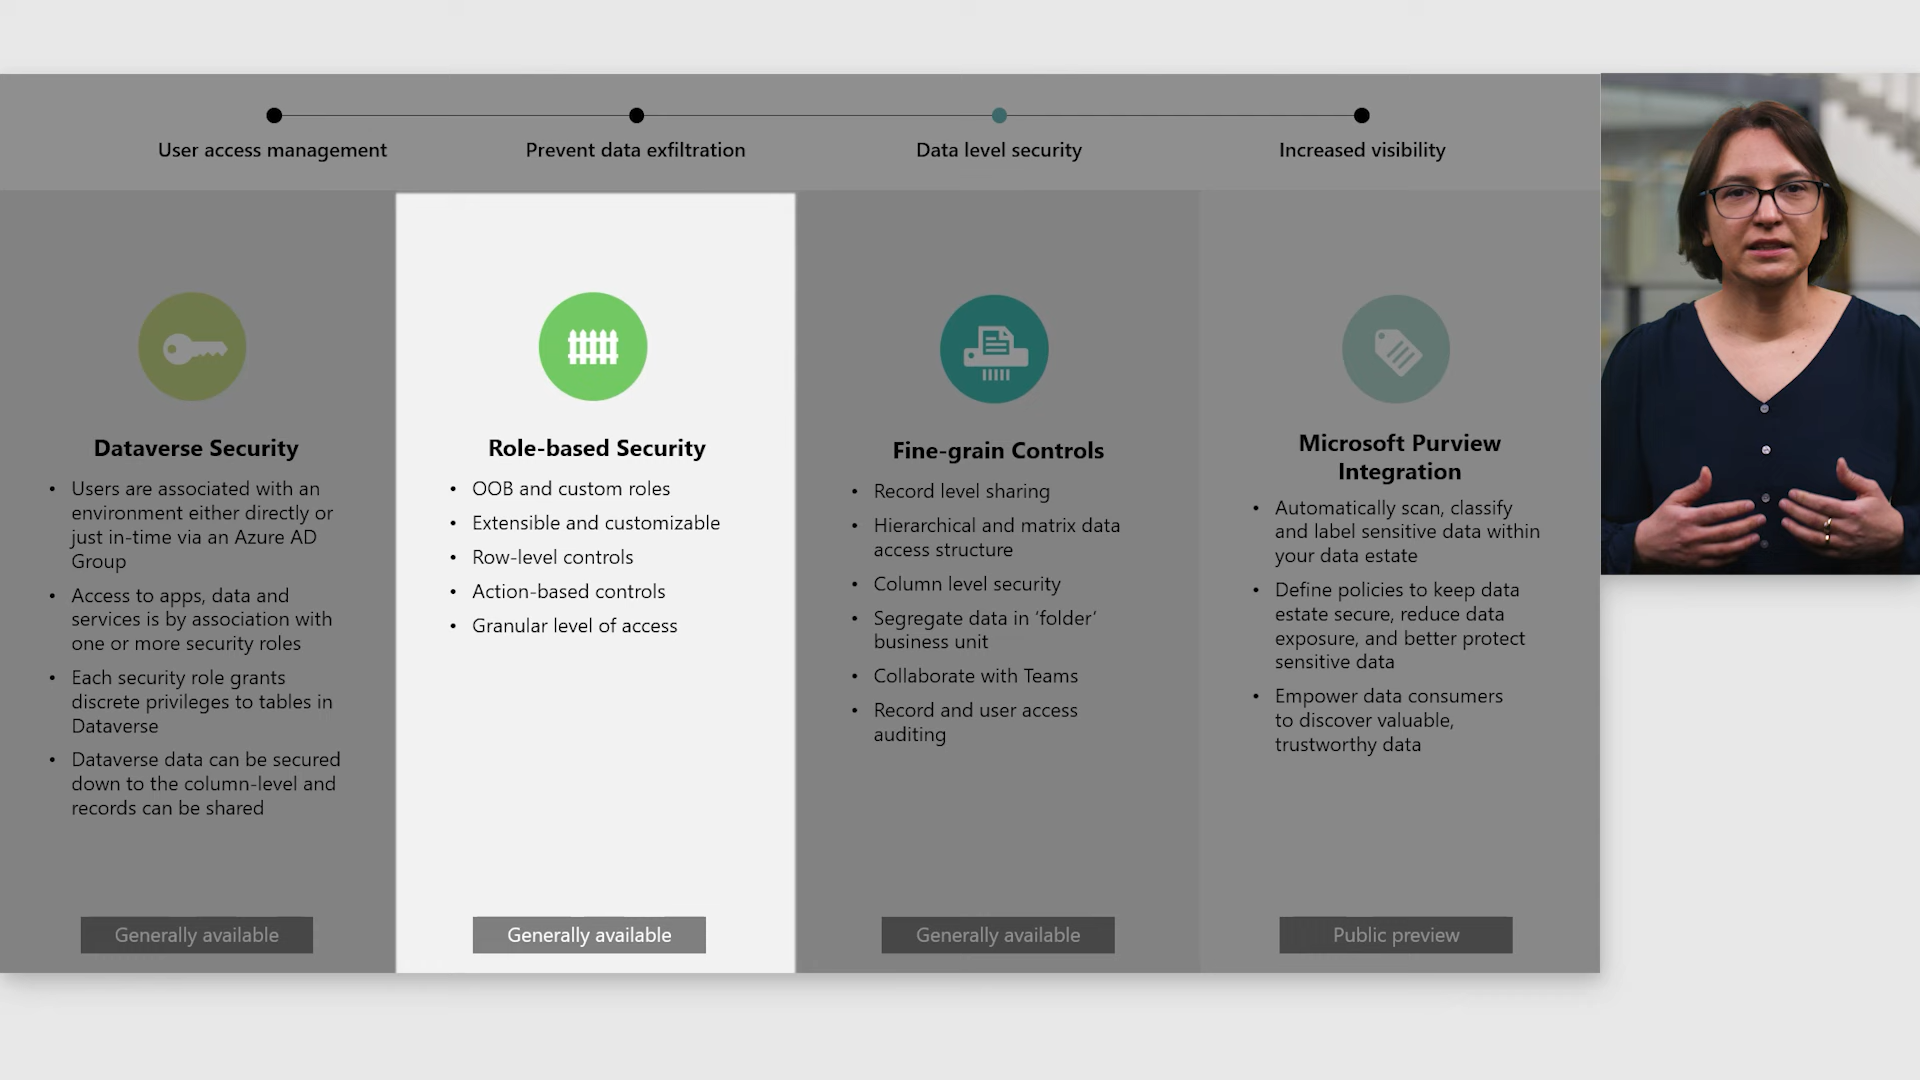 User access management
Prevent data exfiltration
Data level security
Increased visibility
Dataverse Security
• Users are associated with an
environment either directly or
just in-time via an Azure AD
Group
• Access to apps, data and
services is by association with
one or more security roles
• Each security role grants
discrete privileges to tables in
Dataverse
• Dataverse data can be secured
down to the column-level and
records can be shared
Generally available
Role-based Security
• OOB and custom roles
• Extensible and customizable
• Row-level controls
• Action-based controls
• Granular level of access
Generally available
Fine-grain Controls
• Record level sharing
• Hierarchical and matrix data
access structure
• Column level security
• Segregate data in ‘folder’
business unit
• Collaborate with Teams
• Record and user access
auditing
Generally available
Microsoft Purview
Integration
• Automatically scan, classify
and label sensitive data within
your data estate
• Define policies to keep data
estate secure, reduce data
exposure, and better protect
sensitive data
• Empower data consumers
to discover valuable,
trustworthy data
Public preview